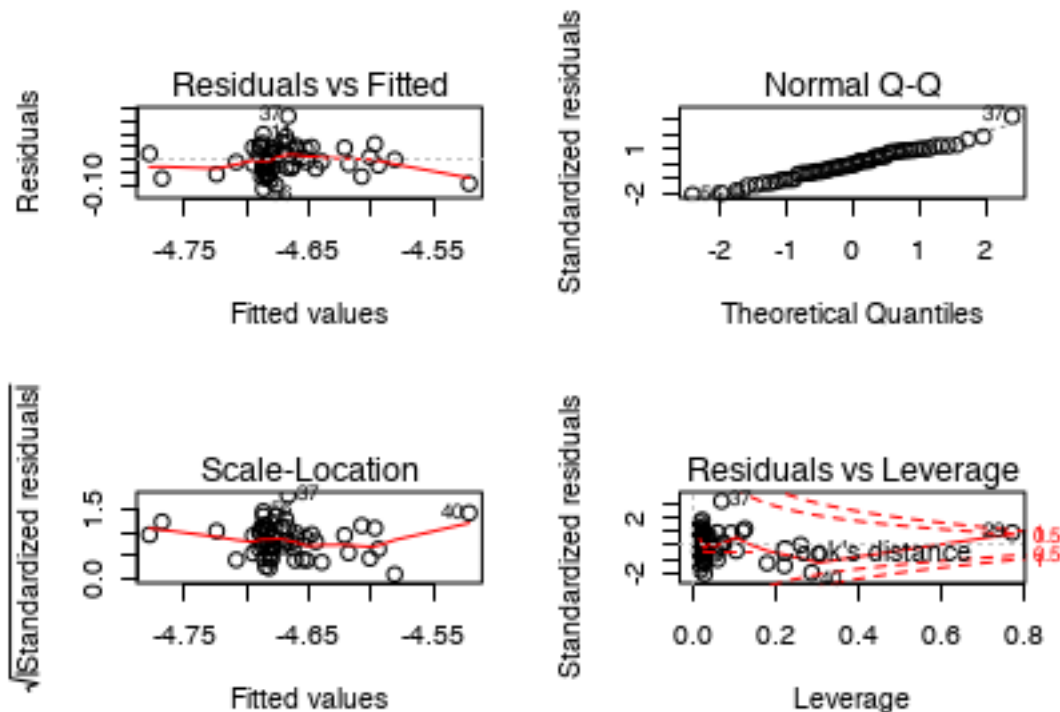 Residuals vs Fitted
Residuals
-0.10
37
-4.75
-4.65
-4.55
Fitted values
Normal Q-Q
Standardized residuals
1
-2
37
-2
-1
0
1
2
Theoretical Quantiles
Scale-Location
√|Standardized residuals|
1.5
0.0
37
40
-4.75
-4.65
-4.55
Fitted values
Residuals vs Leverage
Standardized residuals
2
-2
37
distance
0.5
0.0
0.2
0.4
0.6
0.8
Leverage